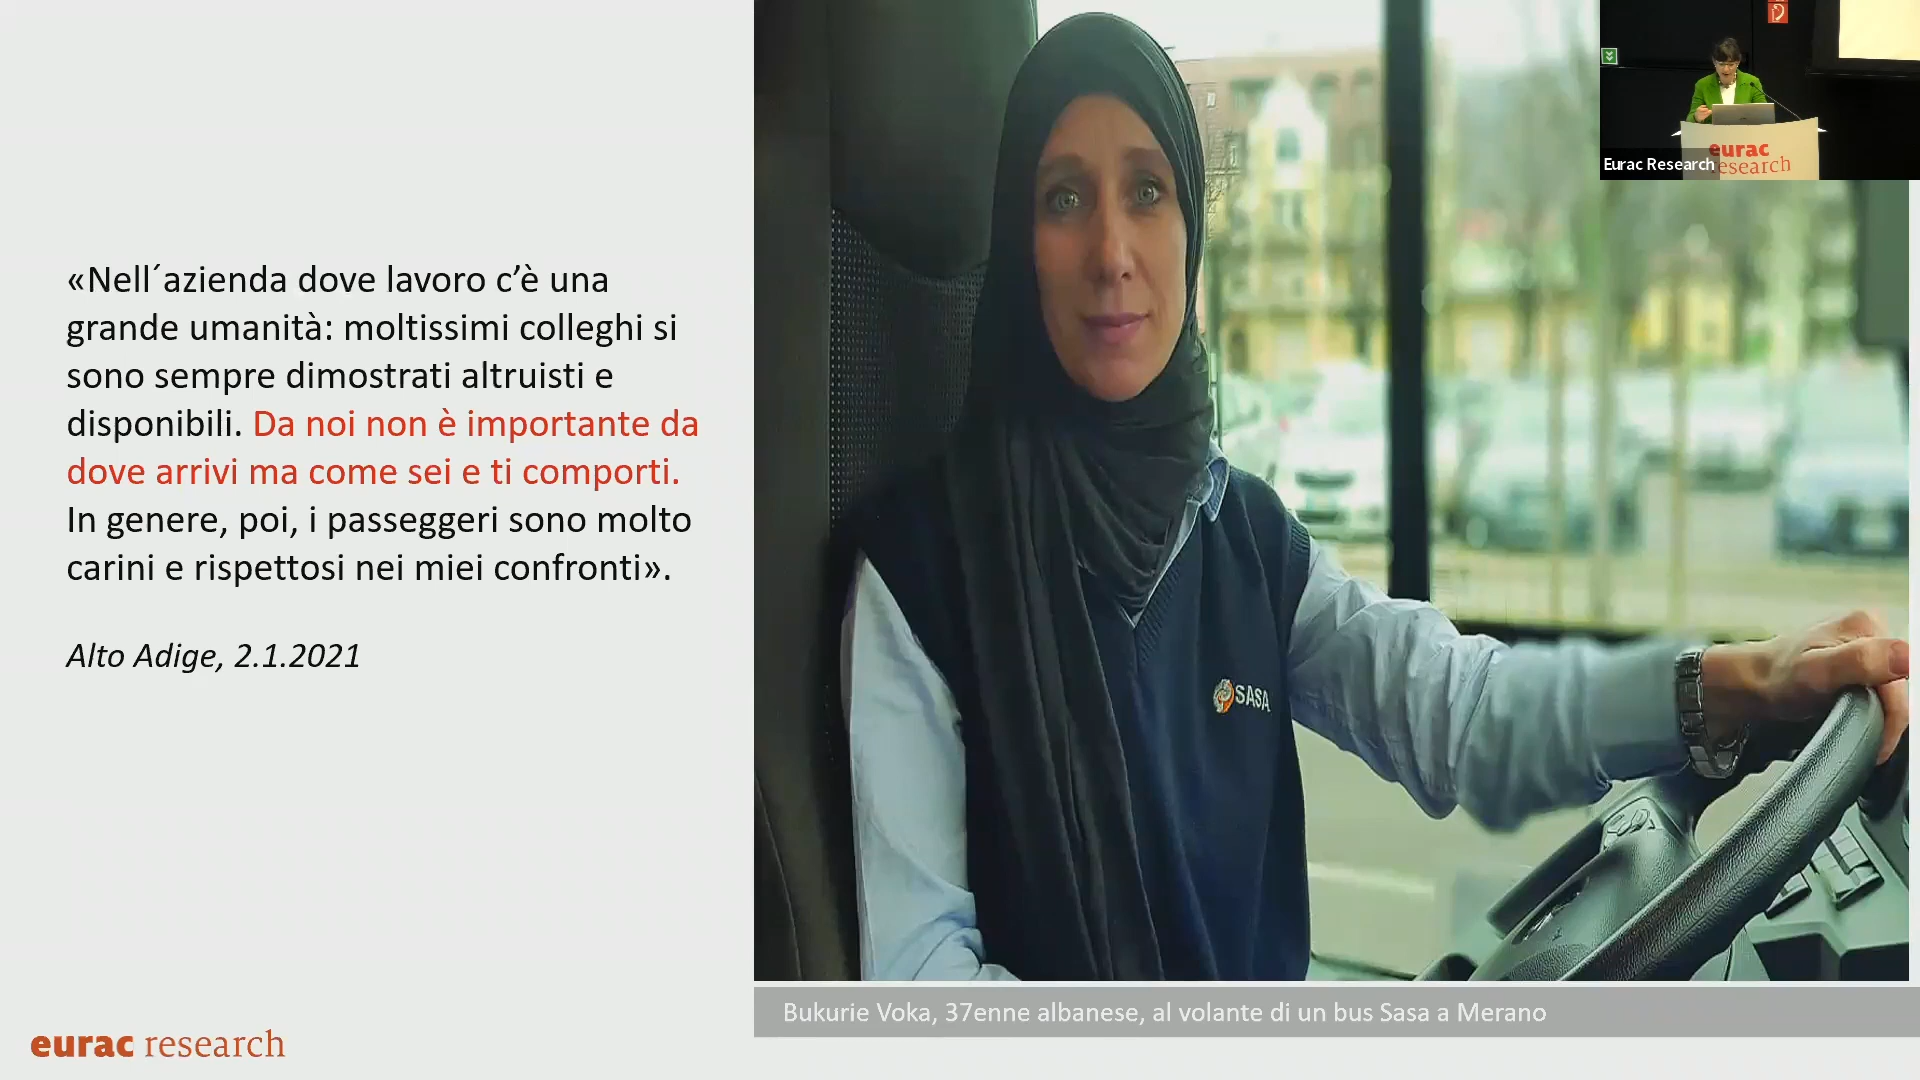 «Nell´azienda dove lavoro c’è una
grande umanità: moltissimi colleghi si
sono sempre dimostrati altruisti e
disponibili. Da noi non è importante da
dove arrivi ma come sei e ti comporti.
In genere, poi, i passeggeri sono molto
carini e rispettosi nei miei confronti».
Alto Adige, 2.1.2021
eurac research
SASA
Bukurie Voka, 37enne albanese, al volante di un bus Sasa a Merano
eurac
research
Eurac Research